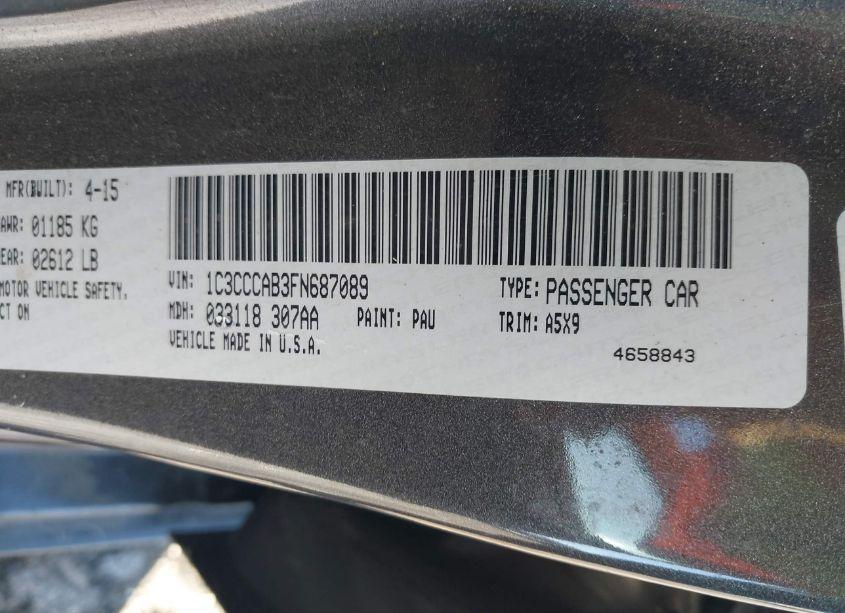 MFR(BUILT): 4-15
AWR: 01185 KG
EAR: 02612 LB
MOTOR VEHICLE SAFETY,
CT ON
VIN: 1C3CCCAB3FN687089
TYPE: PASSENGER CAR
MDH: 033118 307AA
PAINT: PAU
TRIM: A5X9
VEHICLE MADE IN U.S.A.
4658843